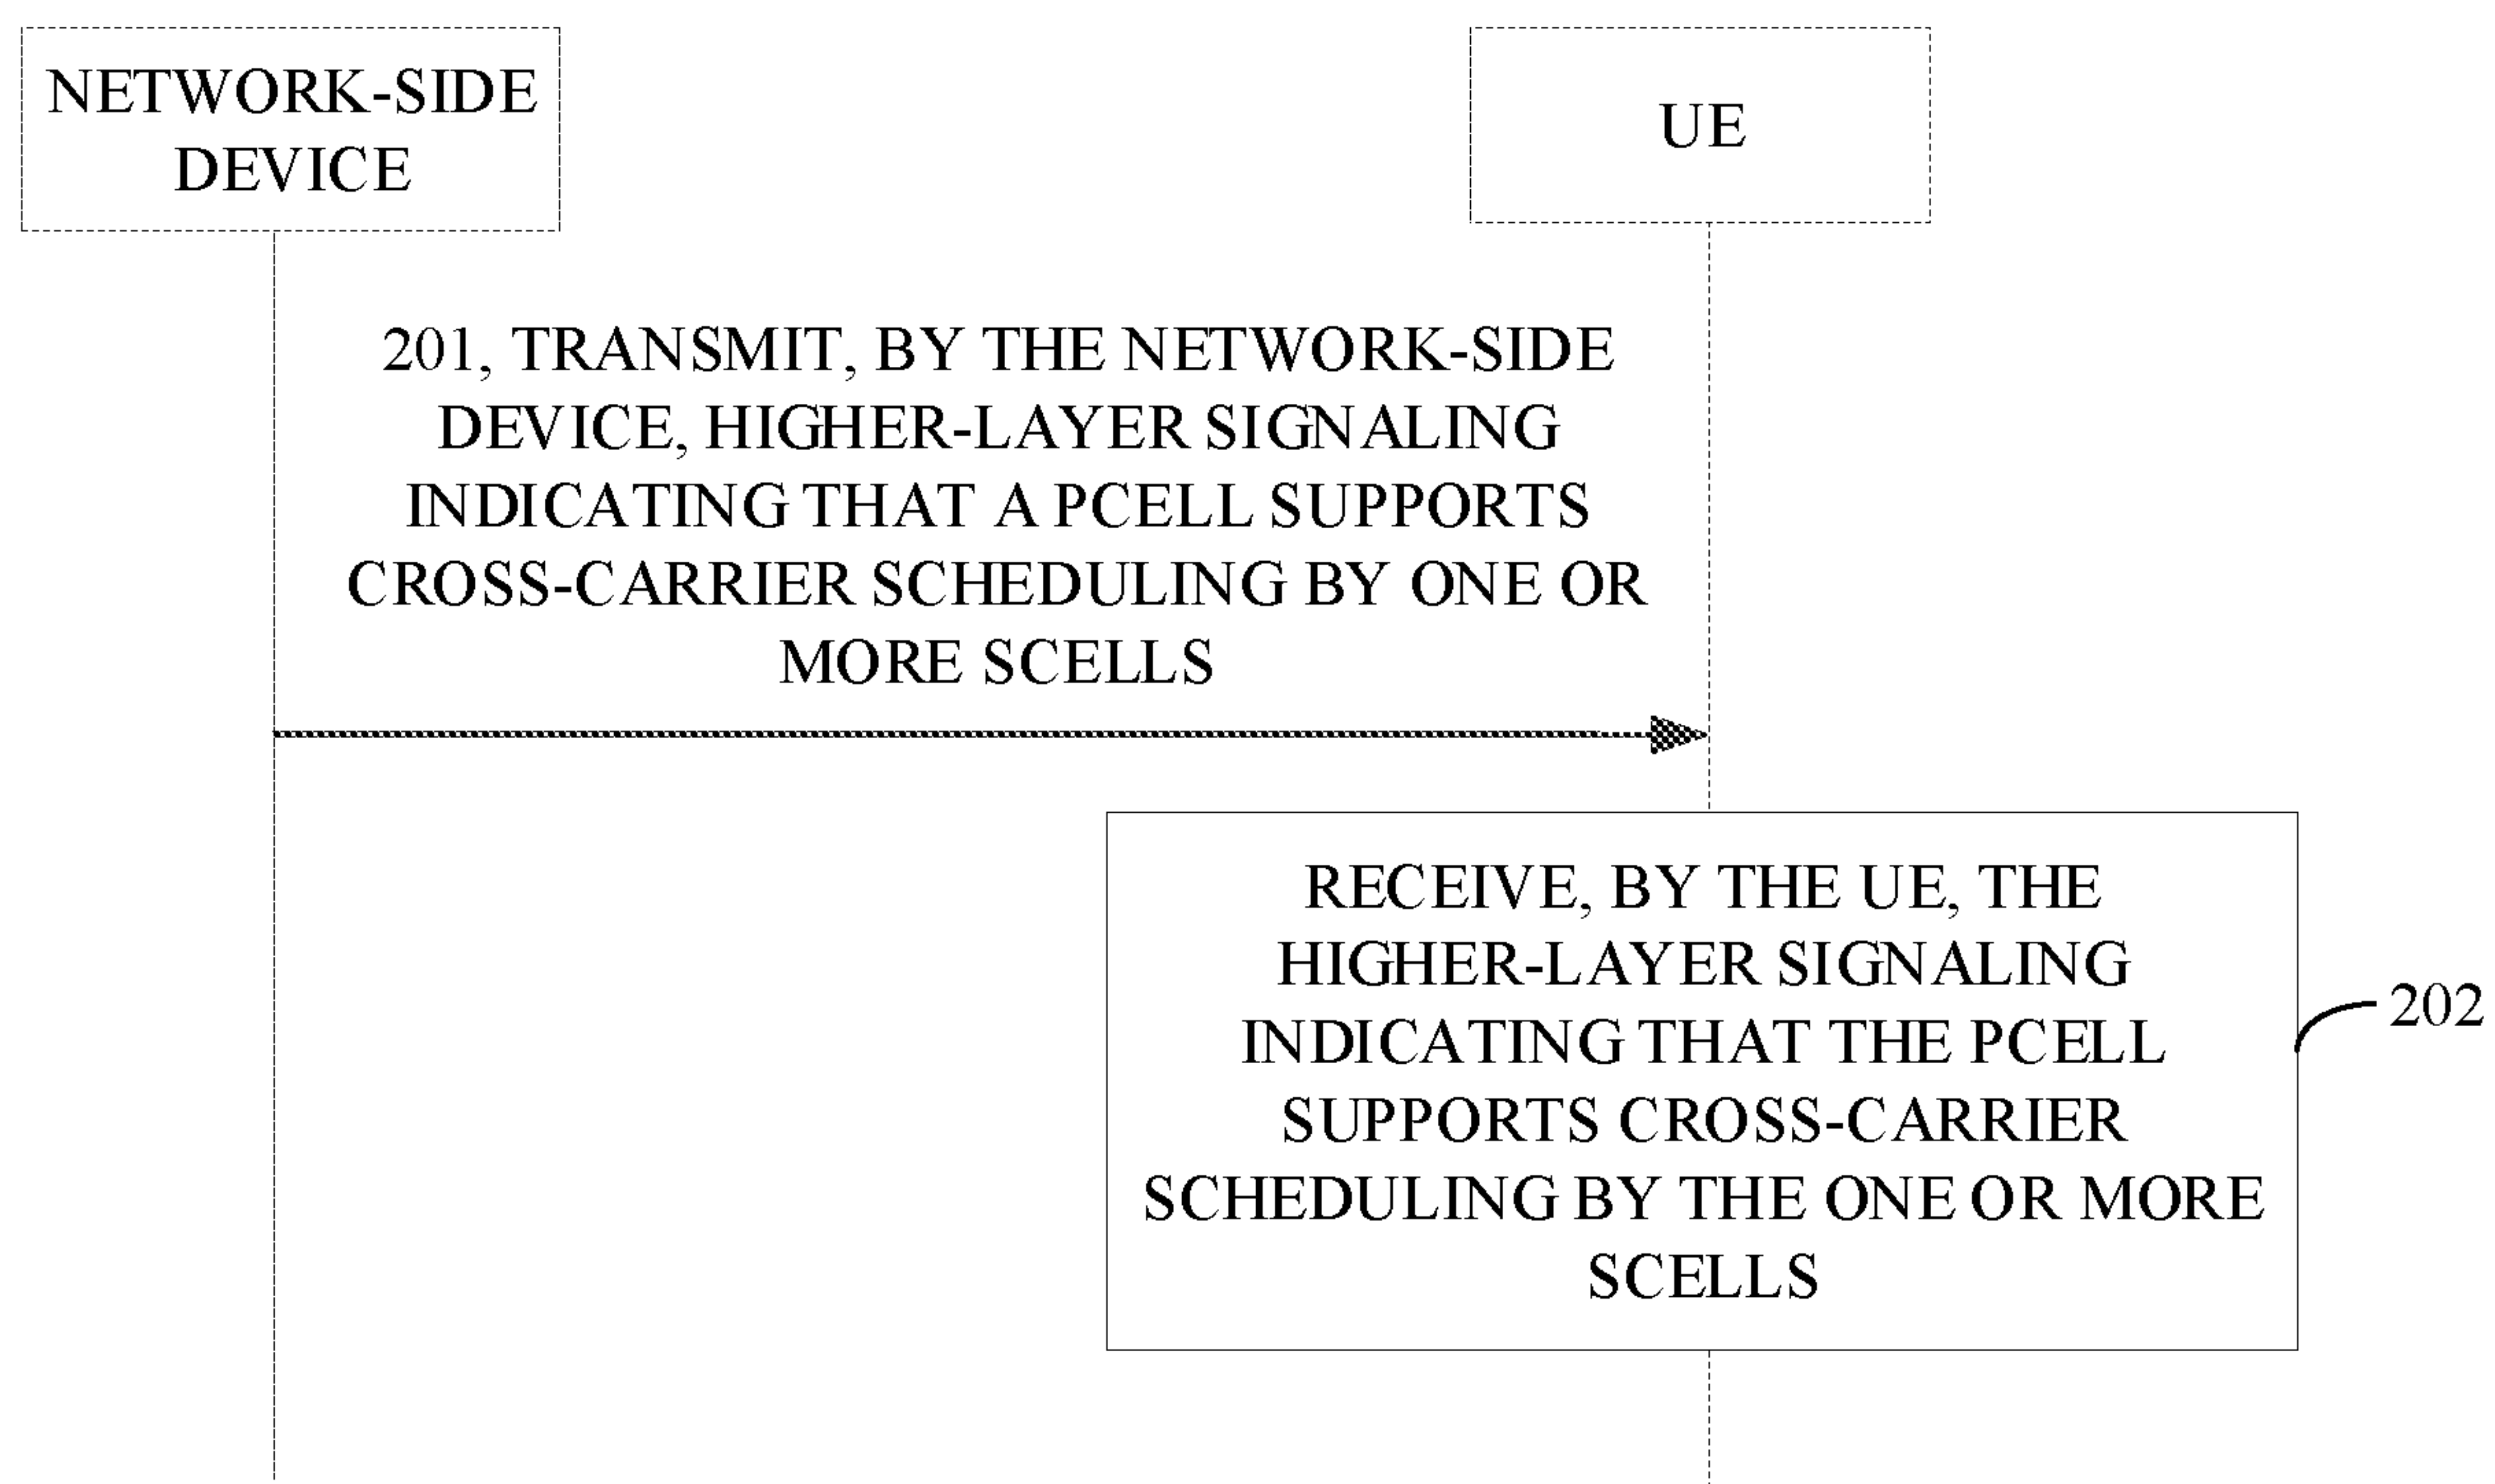 NETWORK-SIDE
DEVICE
UE
201, TRANSMIT, BY THE NETWORK-SIDE
DEVICE, HIGHER-LAYER SIGNALING
INDICATING THAT A PCELL SUPPORTS
CROSS-CARRIER SCHEDULING BY ONE OR
MORE SCELLS
RECEIVE, BY THE UE, THE
HIGHER-LAYER SIGNALING
INDICATING THAT THE PCELL
SUPPORTS CROSS-CARRIER
SCHEDULING BY THE ONE OR MORE
SCELLS
202